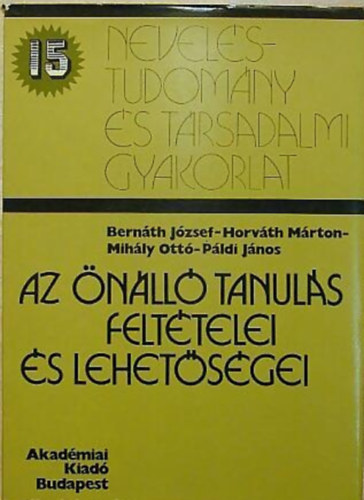 15
NEVELÉS-
TUDOMÁNY
ÉS TÁRSADALMI
GYAKORLAT
Bernáth József-Horváth Márton-
Mihály Ottó-Páldi János
AZ ÖNÁLLÓ TANULÁS
FELTÉTELEI
ÉS LEHETŐSÉGEI
Akadémiai
Kiadó
Budapest